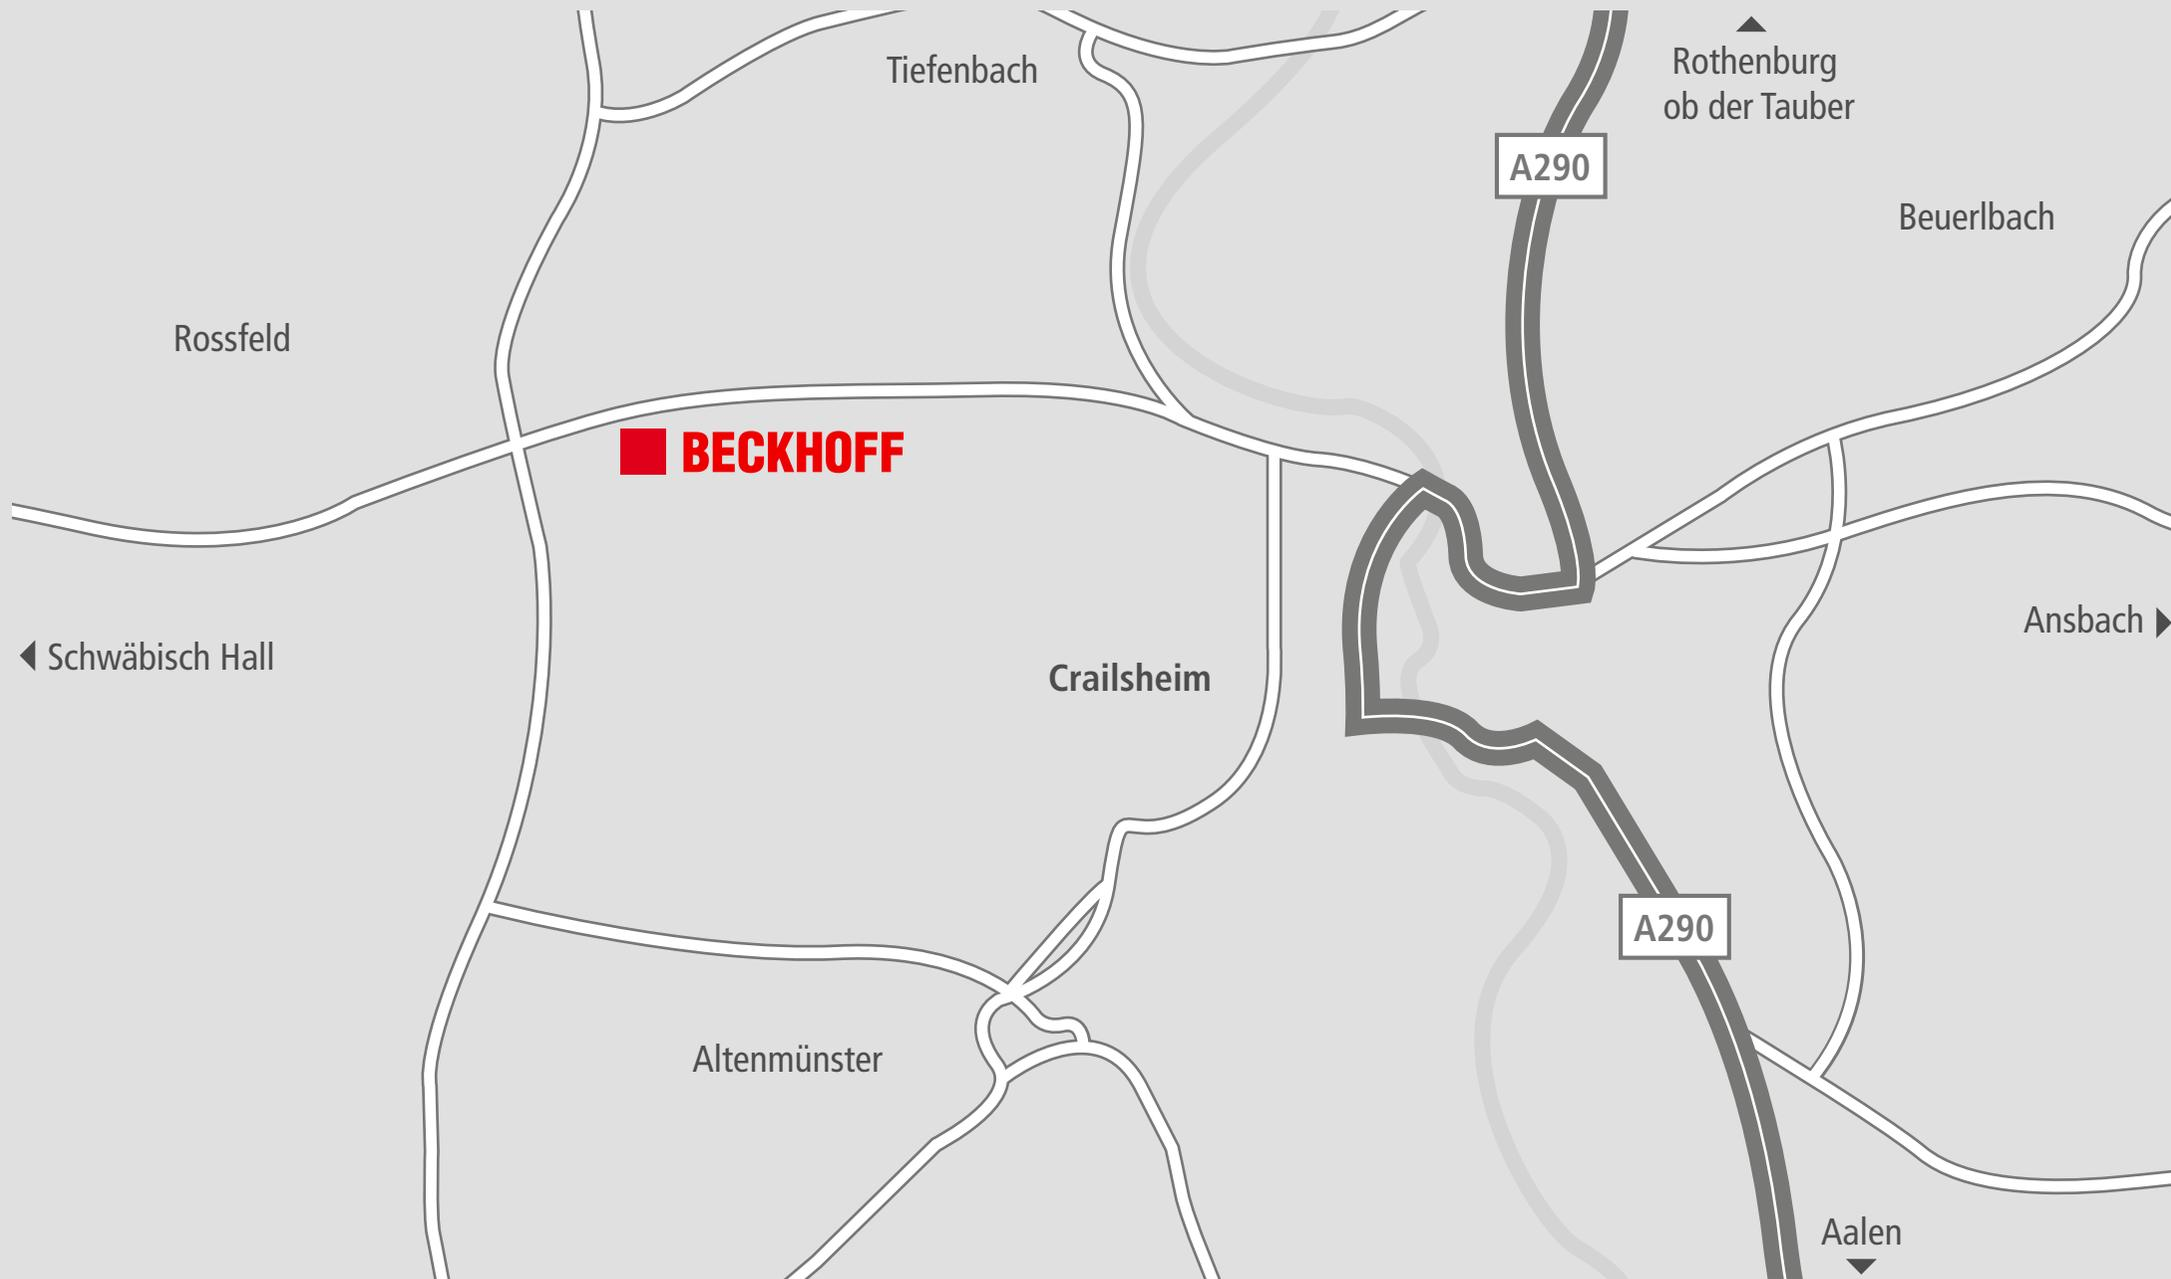 Tiefenbach
Rothenburg
ob der Tauber
A290
Beuerlbach
Rossfeld
BECKHOFF
Ansbach
Schwäbisch Hall
Crailsheim
A290
Altenmünster
Aalen